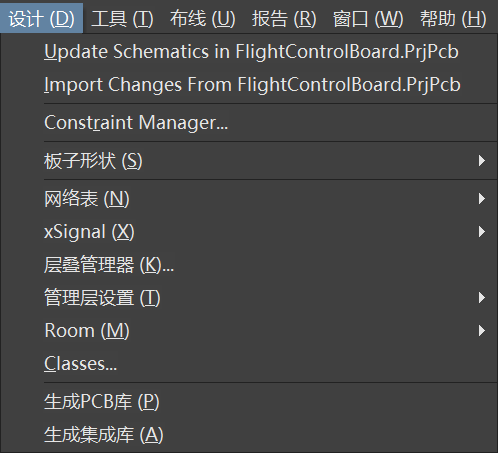 设计 (D) 工具 (T) 布线 (U) 报告 (R) 窗口 (W) 帮助 (H)
Update Schematics in FlightControlBoard.PrjPcb
Import Changes From FlightControlBoard.PrjPcb
Constraint Manager...
板子形状 (S)
网络表 (N)
xSignal (X)
层叠管理器 (K)...
管理层设置 (T)
Room (M)
Classes...
生成PCB库 (P)
生成集成库 (A)